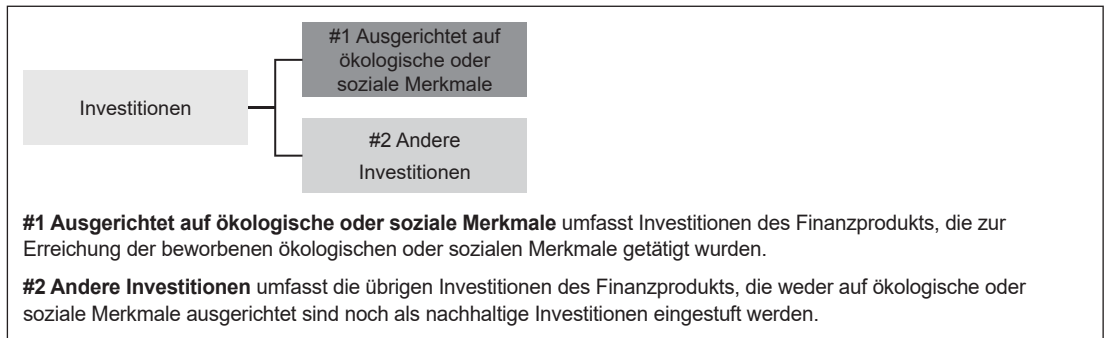 #1 Ausgerichtet auf
ökologische oder
soziale Merkmale
Investitionen
#2 Andere
Investitionen
#1 Ausgerichtet auf ökologische oder soziale Merkmale umfasst Investitionen des Finanzprodukts, die zur
Erreichung der beworbenen ökologischen oder sozialen Merkmale getätigt wurden.
#2 Andere Investitionen umfasst die übrigen Investitionen des Finanzprodukts, die weder auf ökologische oder
soziale Merkmale ausgerichtet sind noch als nachhaltige Investitionen eingestuft werden.